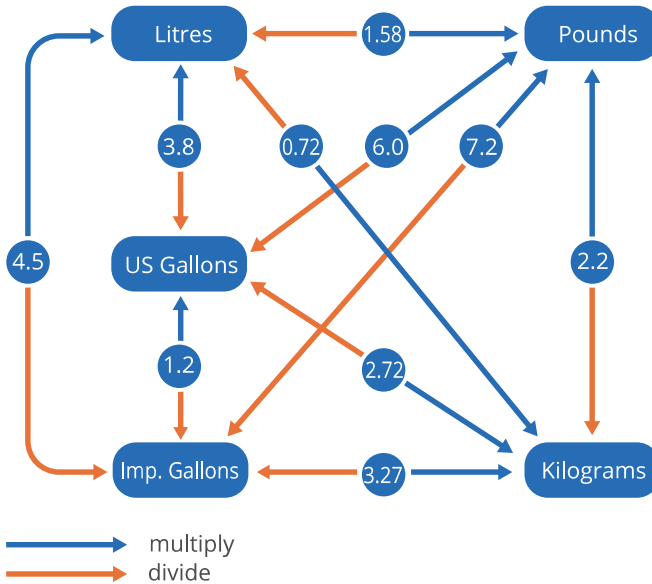 Litres
1.58
Pounds
3.8
0.72
6.0
7.2
4.5
US Gallons
2.2
1.2
2.72
Imp. Gallons
3.27
Kilograms
multiply
divide